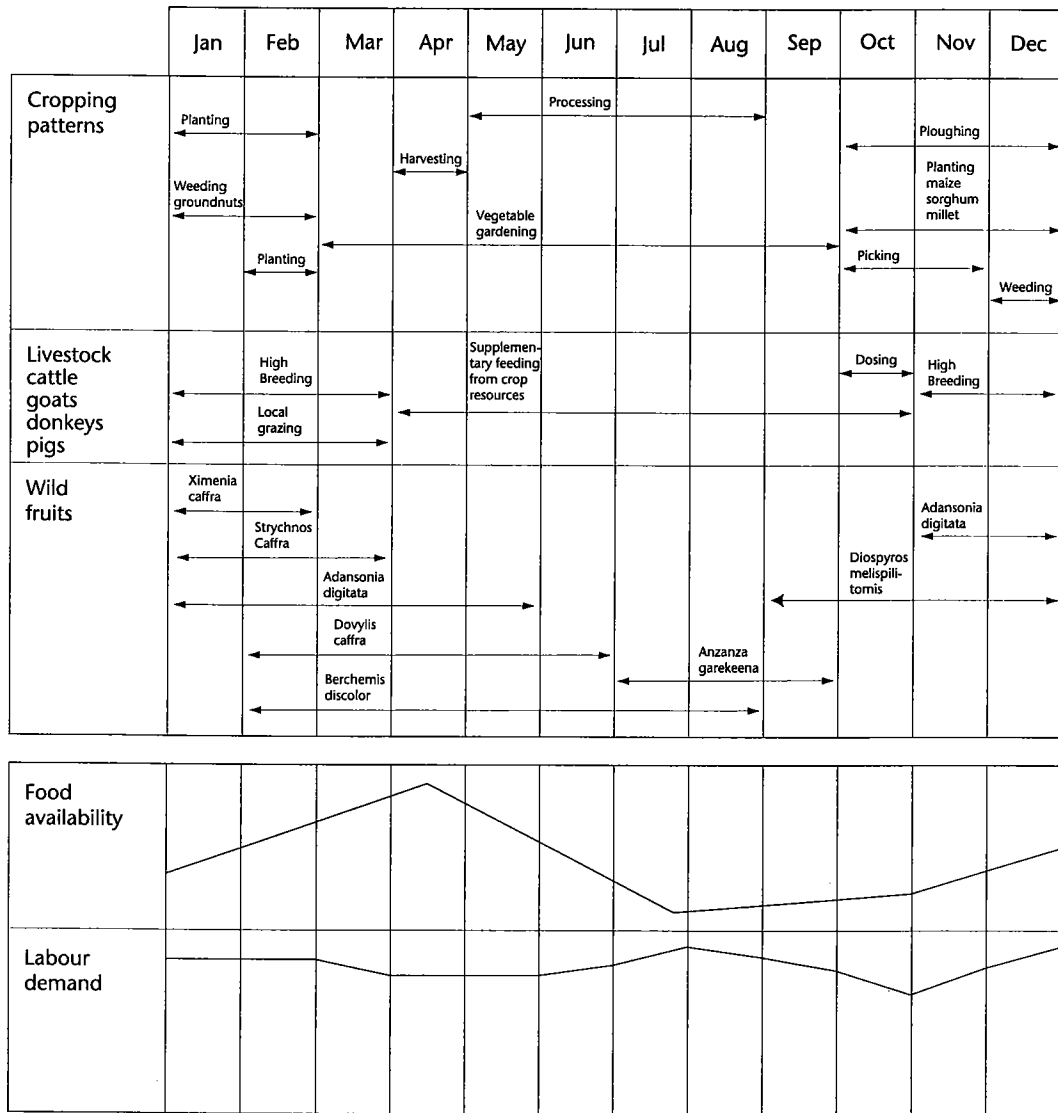 Jan Feb Mar Apr May Jun Jul Aug Sep Oct Nov Dec
Cropping
patterns
Processing
Planting
Ploughing
Harvesting
Weeding
groundnuts
Planting
maize
sorghum
millet
Vegetable
gardening
Planting
Picking
Weeding
Livestock
cattle
goats
donkeys
pigs
High
Breeding
Supplemen-
tary feeding
from crop
resources
Dosing
High
Breeding
Local
grazing
Wild
fruits
Ximenia
caffra
Strychnos
Caffra
Adansonia
digitata
Adansonia
digitata
Diospyros
melispili-
tomis
Dovylis
caffra
Anzanza
garekeena
Berchemis
discolor
Food
availability
Labour
demand